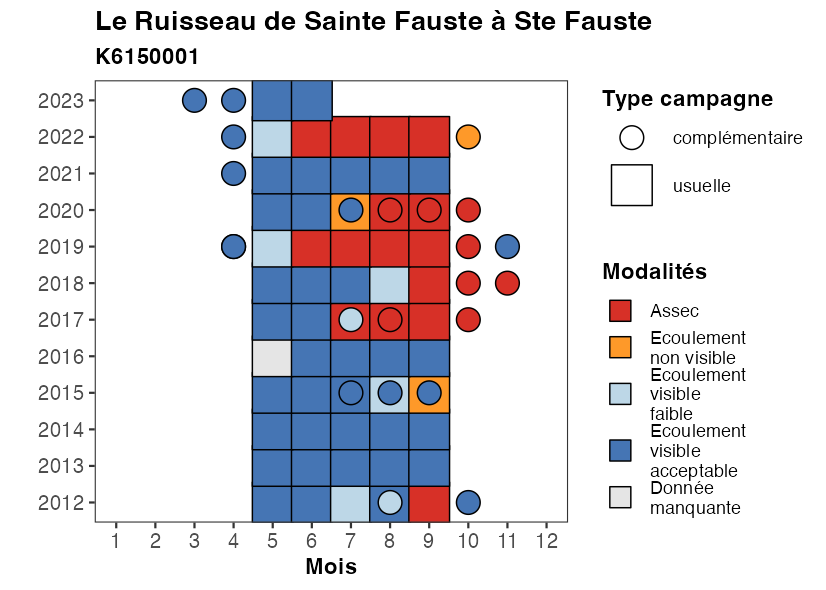 Le Ruisseau de Sainte Fauste à Ste Fauste
K6150001
2023
2022
2021
2020
2019
2018
2017
2016
2015
2014
2013
2012
1 2 3 4 5 6 7 8 9 10 11 12
Mois
Type campagne
complémentaire
usuelle
Modalités
Assec
Ecoulement
non visible
Ecoulement
visible
faible
Ecoulement
visible
acceptable
Donnée
manquante